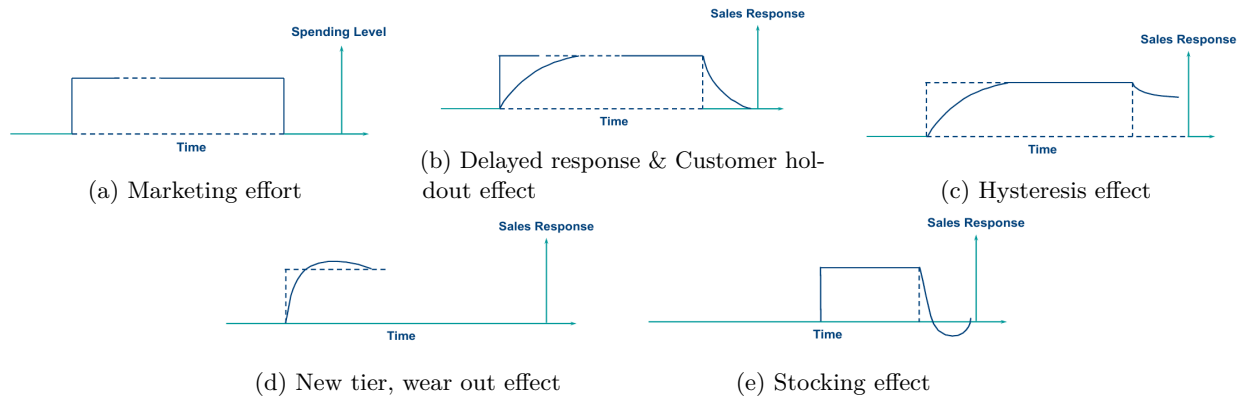 Spending Level
Time
(a) Marketing effort
Sales Response
Time
(b) Delayed response & Customer hol-
dout effect
Sales Response
Time
(c) Hysteresis effect
Sales Response
Time
(d) New tier, wear out effect
Sales Response
Time
(e) Stocking effect